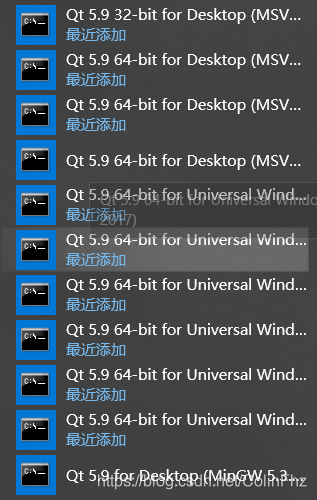 Qt 5.9 32-bit for Desktop (MSV...
最近添加
Qt 5.9 64-bit for Desktop (MSV...
最近添加
Qt 5.9 64-bit for Desktop (MSV...
最近添加
Qt 5.9 64-bit for Desktop (MSV...
Qt 5.9 64-bit for Universal Wind...
最近添加
Qt 5.9 64-bit for Universal Windo
2017)
Qt 5.9 64-bit for Universal Wind...
最近添加
Qt 5.9 64-bit for Universal Wind...
最近添加
Qt 5.9 64-bit for Universal Wind...
最近添加
Qt 5.9 64-bit for Universal Wind...
最近添加
Qt 5.9 64-bit for Universal Wind...
最近添加
Qt 5.9 for Desktop (MinGW 5.3...